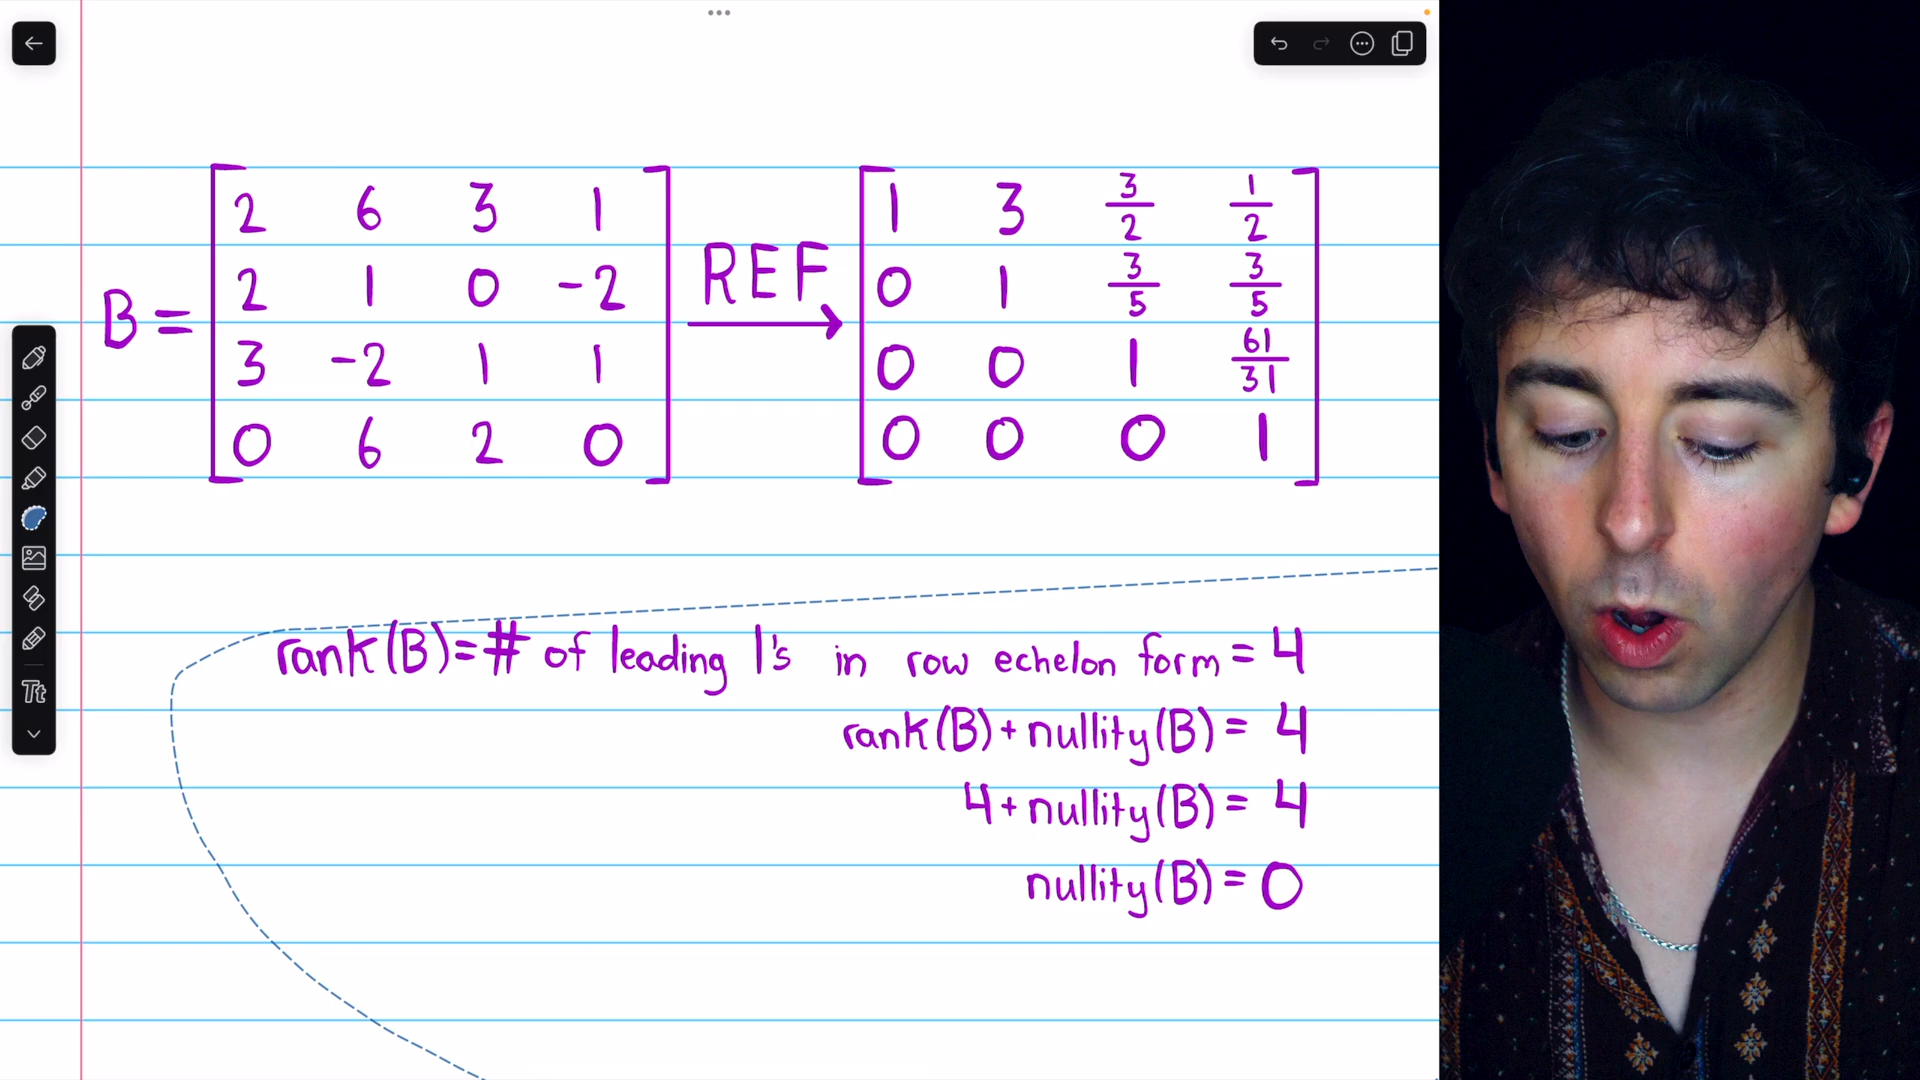 B = [ 2 6 3 1 REF → [ 1 3 3/2 1/2
2 1 0 -2 0 1 3/5 3/5
3 -2 1 1 0 0 1 61/31
0 6 2 0 ] 0 0 0 1 ]
rank(B)=# of leading 1's in row echelon form = 4
rank(B)+nullity(B) = 4
4+nullity(B) = 4
nullity(B) = 0
Tt